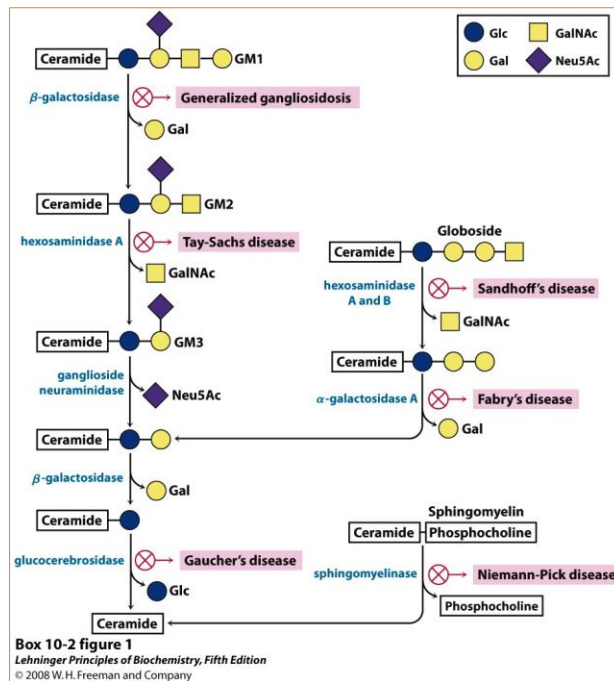 Glc
GalNAc
Gal
Neu5Ac
Ceramide
GM1
β-galactosidase
Generalized gangliosidosis
Gal
Ceramide
GM2
hexosaminidase A
Tay-Sachs disease
GalNAc
Ceramide
GM3
ganglioside
neuraminidase
Neu5Ac
Globoside
Ceramide
hexosaminidase
A and B
Sandhoff's disease
GalNAc
Ceramide
α-galactosidase A
Fabry's disease
Gal
Ceramide
β-galactosidase
Gal
Ceramide
glucocerebrosidase
Gaucher's disease
Glc
Sphingomyelin
Ceramide
Phosphocholine
sphingomyelinase
Niemann-Pick disease
Phosphocholine
Ceramide
Box 10-2 figure 1
Lehninger Principles of Biochemistry, Fifth Edition
© 2008 W. H. Freeman and Company